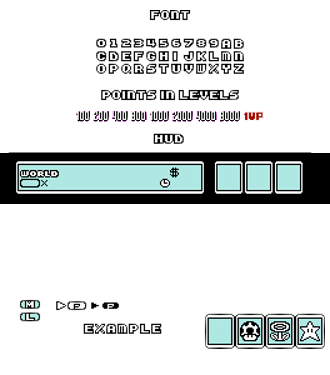 FONT
0123456789AB
CDEFGHIJKLMN
OPQRSTUVWXYZ
POINTS IN LEVELS
100 200 400 800 1000 2000 4000 8000 1UP
HUD
WORLD $
×
M P P
L
EXAMPLE